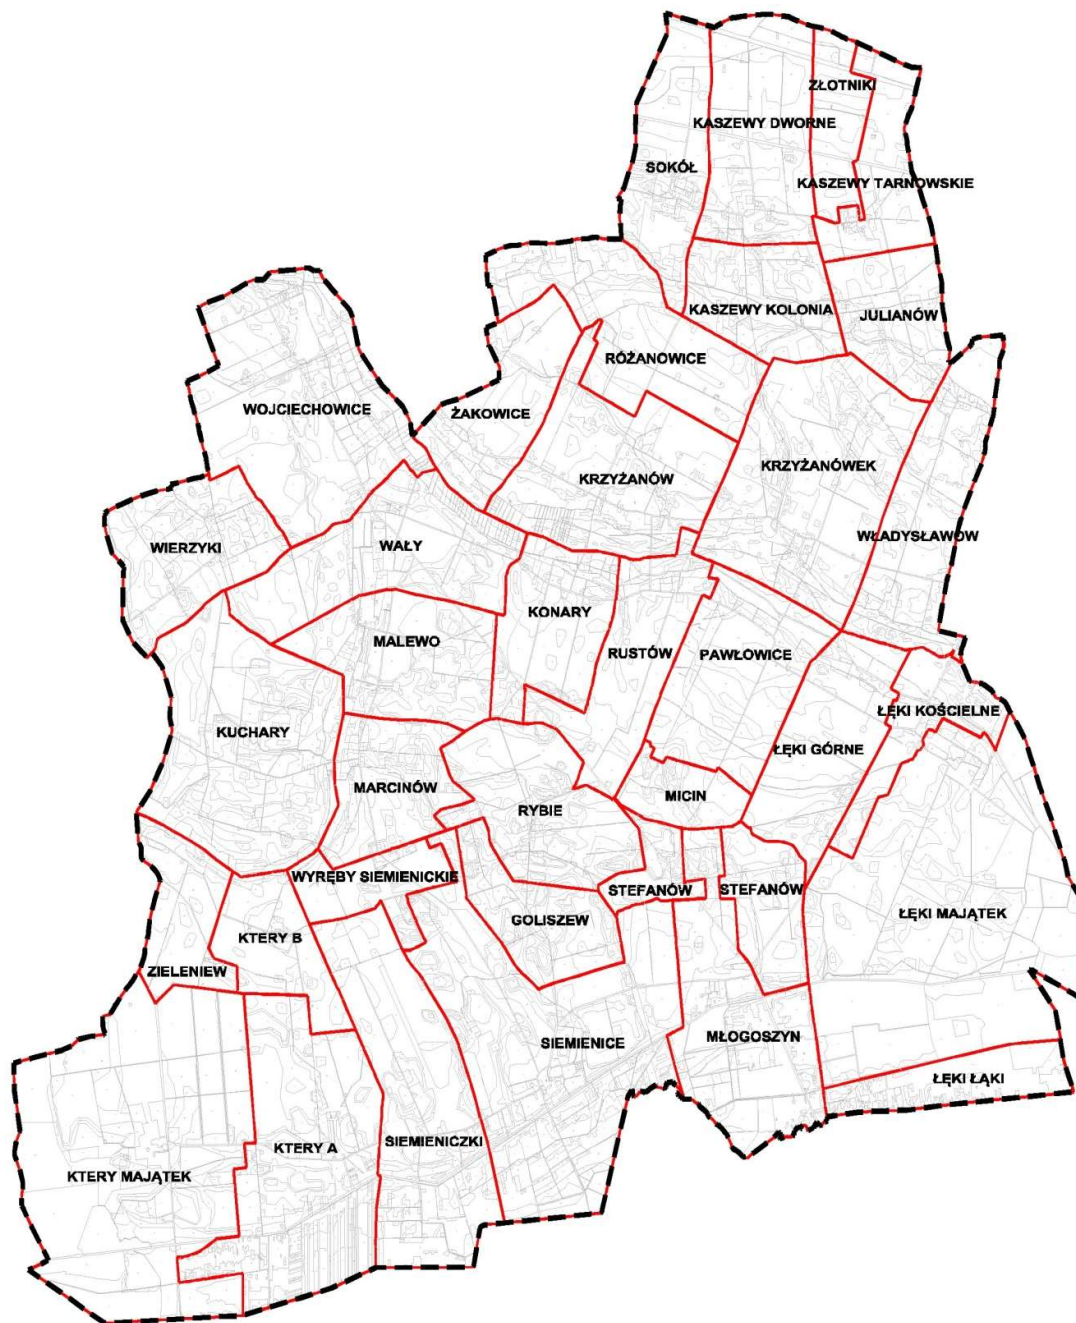 ZŁOTNIKI
KASZEWY DWORNE
SOKÓŁ
KASZEWY TARNOWSKIE
KASZEWY KOLONIA
JULIANÓW
RÓŻANOWICE
WOJCIECHOWICE
ŻAKOWICE
KRZYŻANÓWEK
KRZYŻANÓW
WŁADYSŁAWÓW
WIERZYKI
WAŁY
KONARY
MALEWO
RUSTÓW
PAWŁOWICE
ŁĘKI KOŚCIELNE
KUCHARY
ŁĘKI GÓRNE
MARCINÓW
MICIN
RYBIE
WYRĘBY SIEMIENICKIE
STEFANÓW
STEFANÓW
GOLISZEW
ŁĘKI MAJĄTEK
KTERY B
ZIELENIEW
MŁOGOSZYN
SIEMIENICE
ŁĘKI ŁĄKI
SIEMIENICZKI
KTERY A
KTERY MAJĄTEK